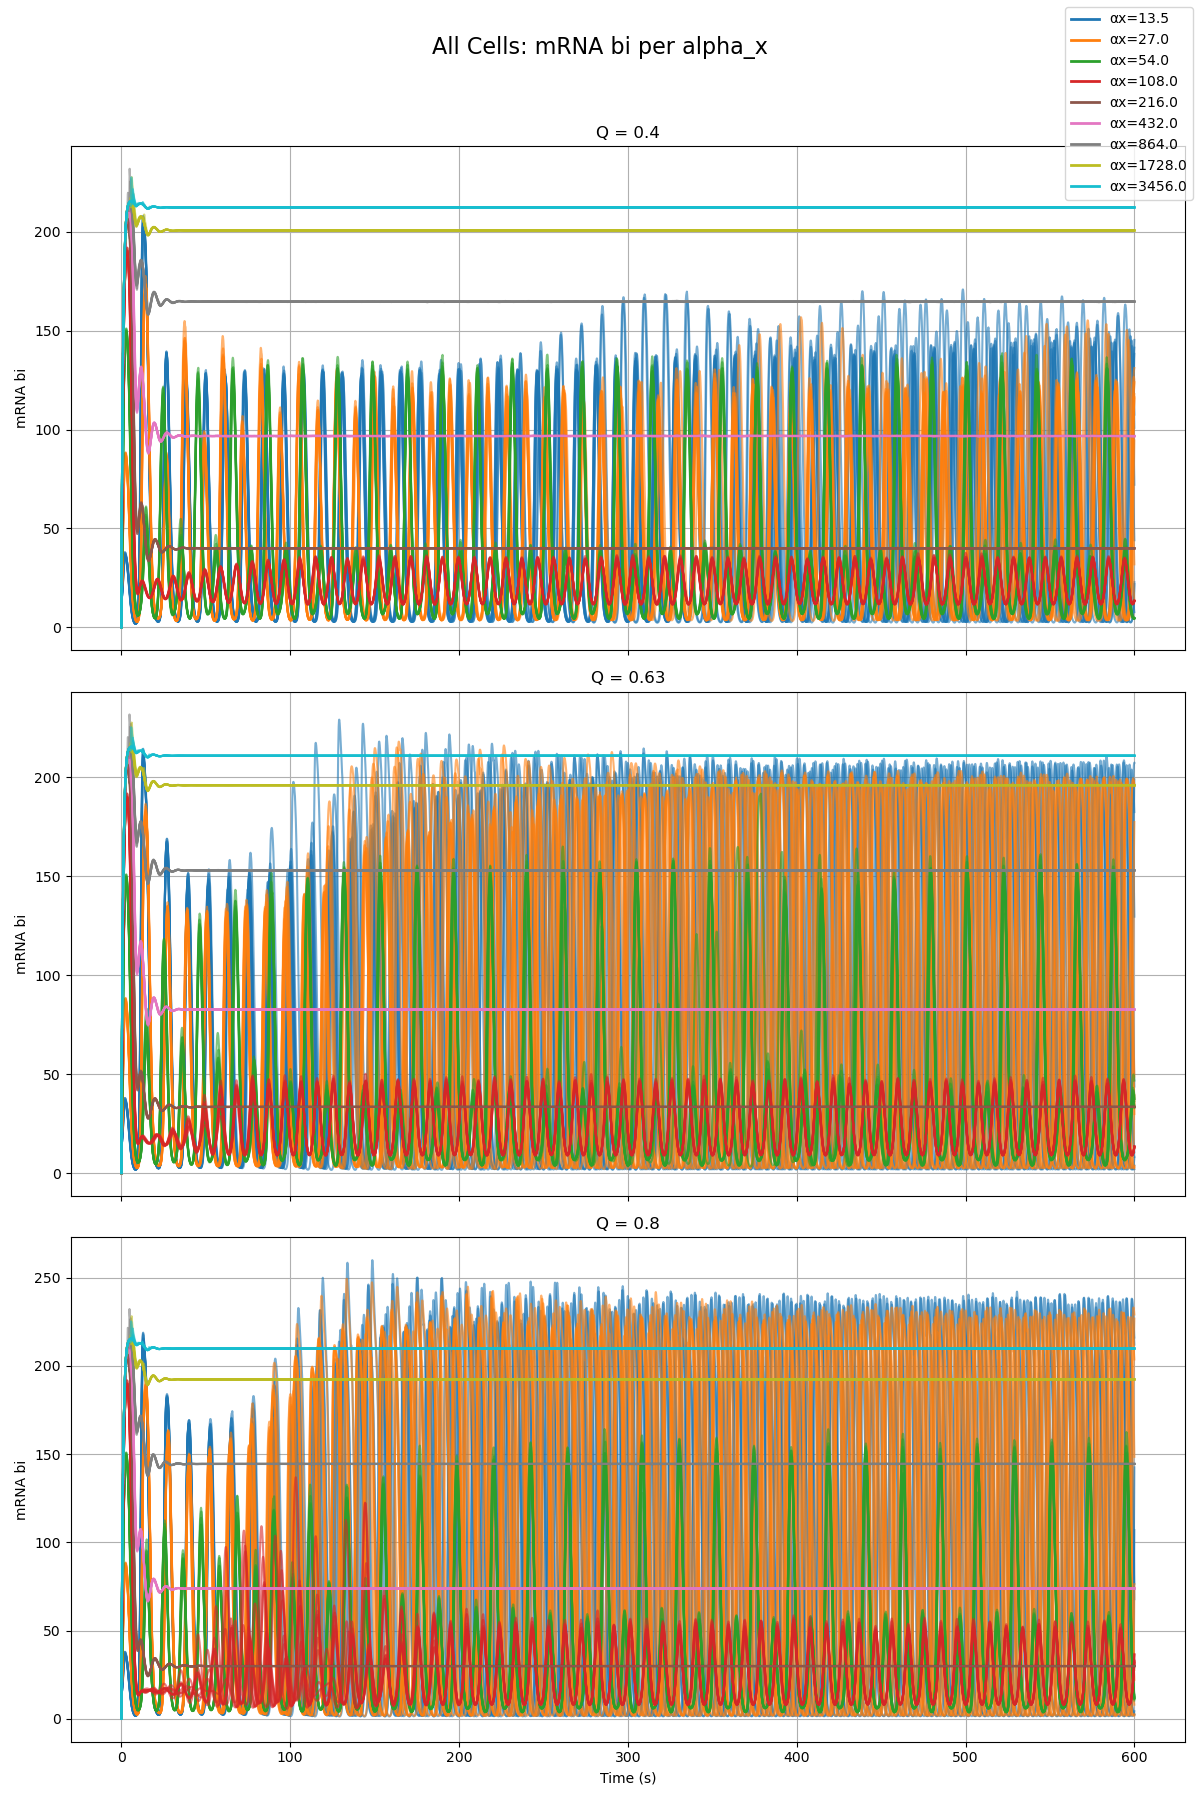 αx=13.5
αx=27.0
All Cells: mRNA bi per alpha_x
αx=54.0
αx=108.0
αx=216.0
αx=432.0
αx=864.0
αx=1728.0
αx=3456.0
Q = 0.4
200
150
100
50
0
mRNA bi
Q = 0.63
200
150
100
50
0
mRNA bi
Q = 0.8
250
200
150
100
50
0
mRNA bi
0 100 200 300 400 500 600
Time (s)